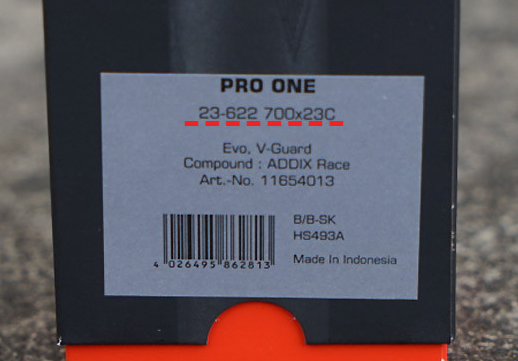 PRO ONE
23-622 700x23C
Evo, V-Guard
Compound : ADDIX Race
Art.-No. 11654013
B/B-SK
HS493A
Made In Indonesia
4 026495 862813